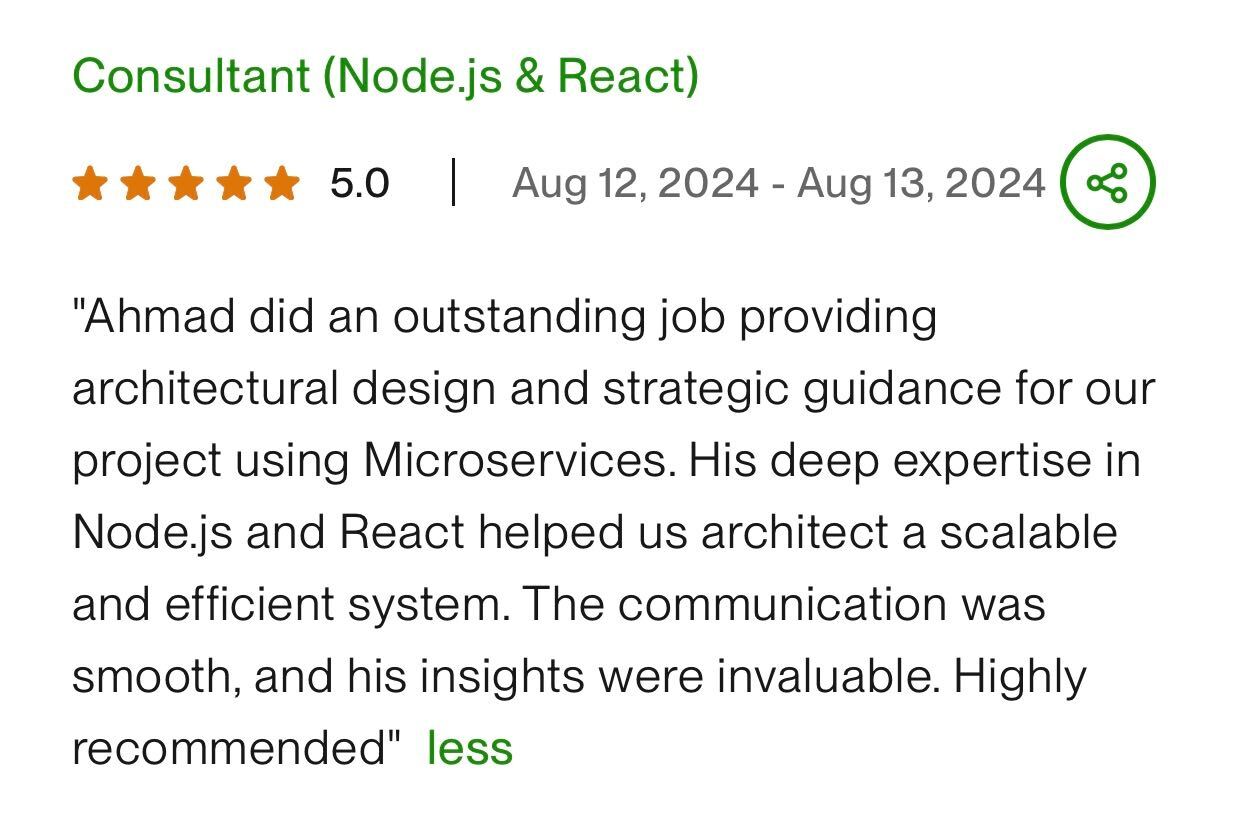 Consultant (Node.js & React)
5.0 | Aug 12, 2024 - Aug 13, 2024
"Ahmad did an outstanding job providing
architectural design and strategic guidance for our
project using Microservices. His deep expertise in
Node.js and React helped us architect a scalable
and efficient system. The communication was
smooth, and his insights were invaluable. Highly
recommended" less